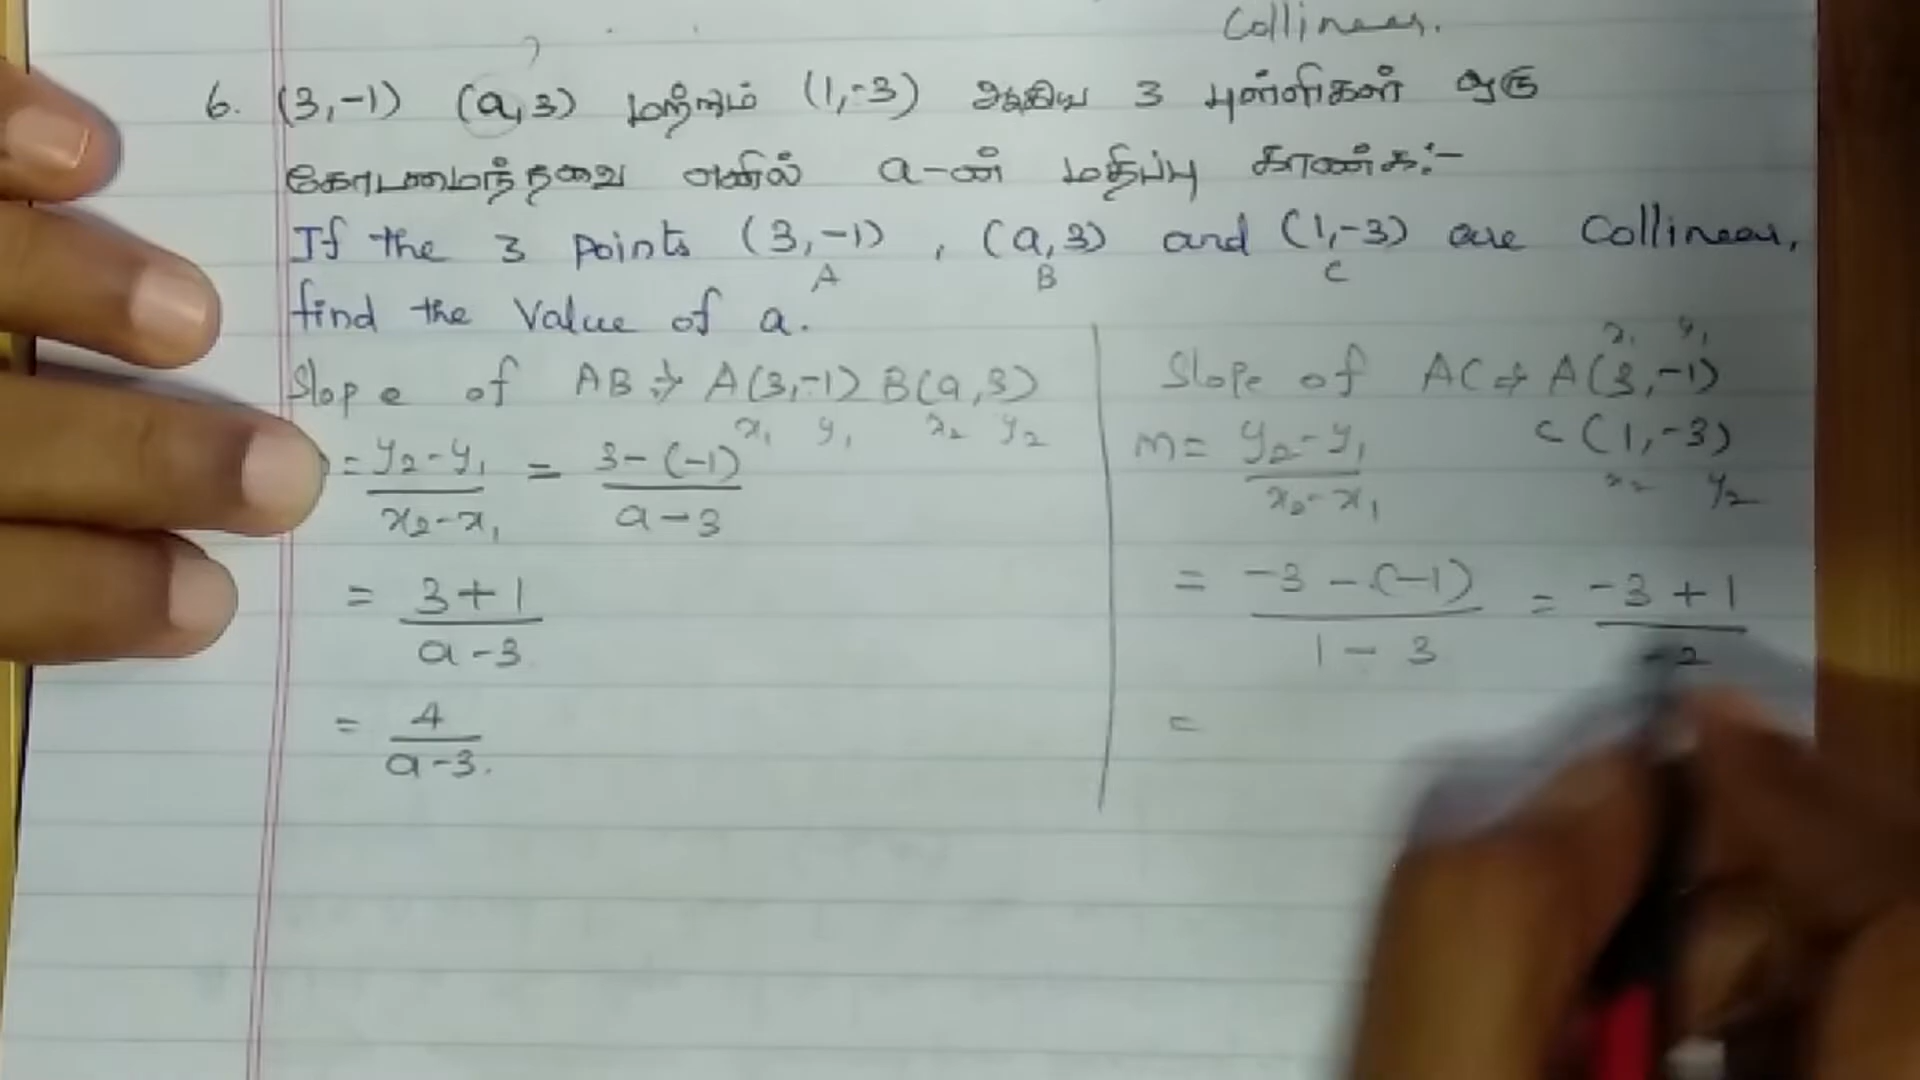 Collinear.
6. (3,-1) (a,3) மற்றும் (1,-3) ஆகிய 3 புள்ளிகள் ஒரு
கோடமைந்தவை எனில் a-ன் மதிப்பு காண்க:-
If the 3 points (3,-1) , (a,3) and (1,-3) are Collinear,
A B C
find the Value of a.
Slope of AB ⇒ A(3,-1) B(a,3)
x₁ y₁ x₂ y₂
= y₂-y₁ / x₂-x₁ = 3-(-1) / a-3
= 3+1 / a-3
= 4 / a-3.
x₁ y₁
Slope of AC ⇒ A(3,-1)
m = y₂-y₁ / x₂-x₁ C(1,-3)
x₂ y₂
= -3-(-1) / 1-3 = -3+1 / -2
=